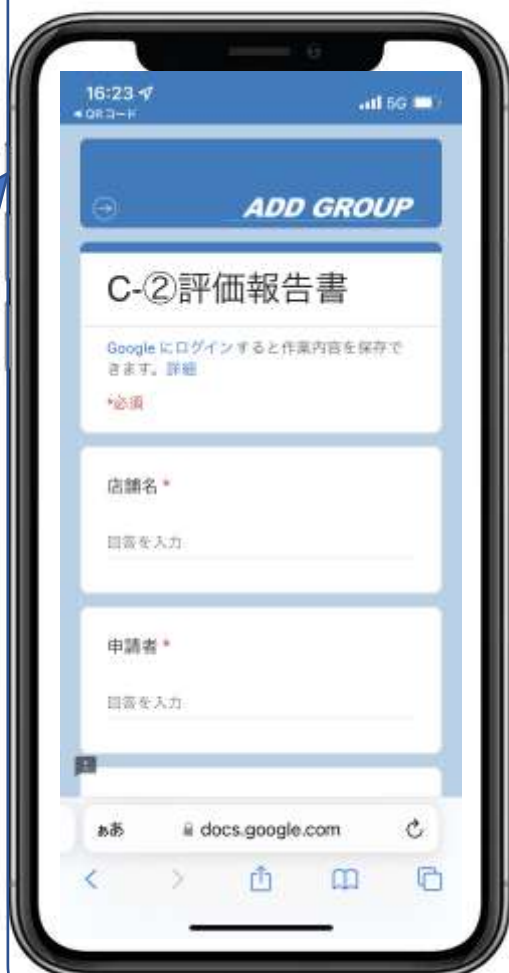 16:23
◀ QRコード
5G
ADD GROUP
C-②評価報告書
Google にログインすると作業内容を保存で
きます。詳細
*必須
店舗名 *
回答を入力
申請者 *
回答を入力
ぁあ
docs.google.com